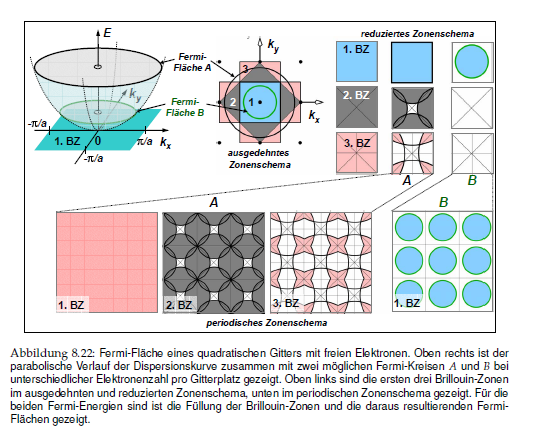 E
reduziertes Zonenschema
Fermi-
Fläche A
ky
1. BZ
3
ky
2. BZ
Fermi-
Fläche B
2
1
kx
-π/a
1. BZ
0
π/a
kx
-π/a
ausgedehntes
Zonenschema
3. BZ
A
B
A
B
1. BZ
2. BZ
3. BZ
1. BZ
periodisches Zonenschema
Abbildung 8.22: Fermi-Fläche eines quadratischen Gitters mit freien Elektronen. Oben rechts ist der
parabolische Verlauf der Dispersionskurve zusammen mit zwei möglichen Fermi-Kreisen A und B bei
unterschiedlicher Elektronenzahl pro Gitterplatz gezeigt. Oben links sind die ersten drei Brillouin-Zonen
im ausgedehnten und reduzierten Zonenschema, unten im periodischen Zonenschema gezeigt. Für die
beiden Fermi-Energien sind ist die Füllung der Brillouin-Zonen und die daraus resultierenden Fermi-
Flächen gezeigt.